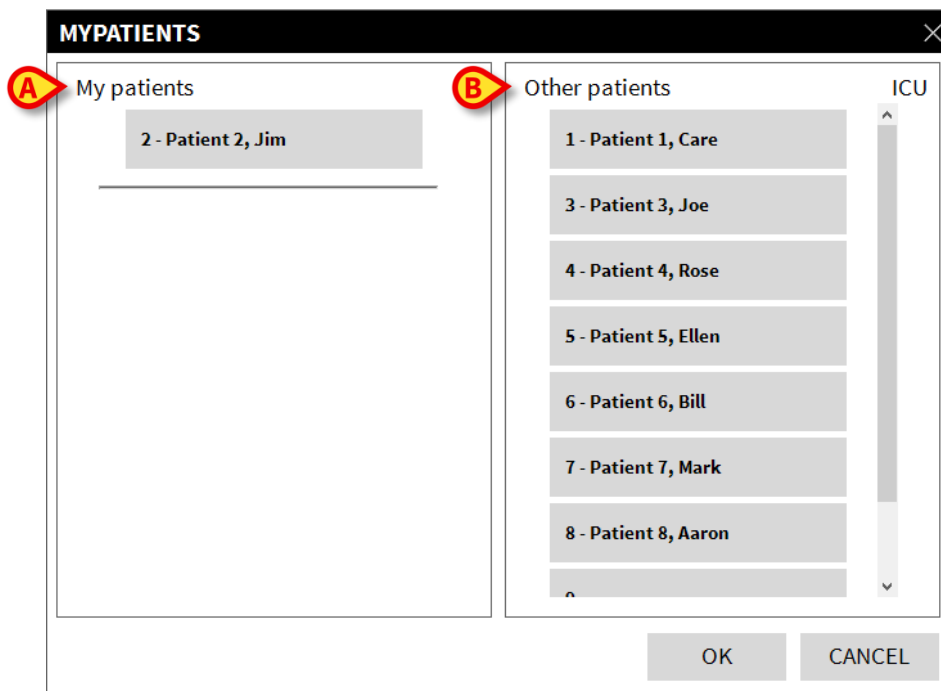 MYPATIENTS
A
My patients
2 - Patient 2, Jim
B
Other patients
ICU
1 - Patient 1, Care
3 - Patient 3, Joe
4 - Patient 4, Rose
5 - Patient 5, Ellen
6 - Patient 6, Bill
7 - Patient 7, Mark
8 - Patient 8, Aaron
OK
CANCEL